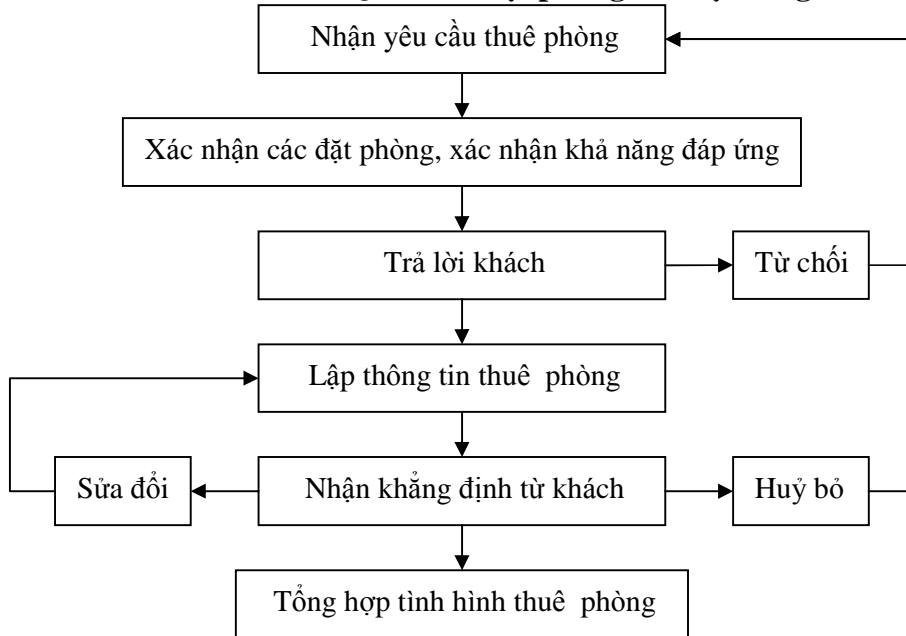 Nhận yêu cầu thuê phòng
Xác nhận các đặt phòng, xác nhận khả năng đáp ứng
Trả lời khách
Từ chối
Lập thông tin thuê phòng
Sửa đổi
Nhận khẳng định từ khách
Huỷ bỏ
Tổng hợp tình hình thuê phòng